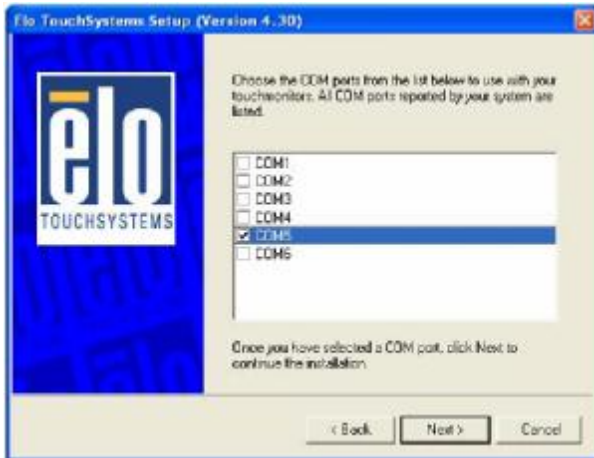 Elo TouchSystems Setup (Version 4.30)
elo
TOUCHSYSTEMS
Choose the COM ports from the list below to use with your
touchmonitors. All COM ports reported by your system are
listed.
COM1
COM2
COM3
COM4
COM5
COM6
Once you have selected a COM port, click Next to
continue the installation.
< Back
Next >
Cancel